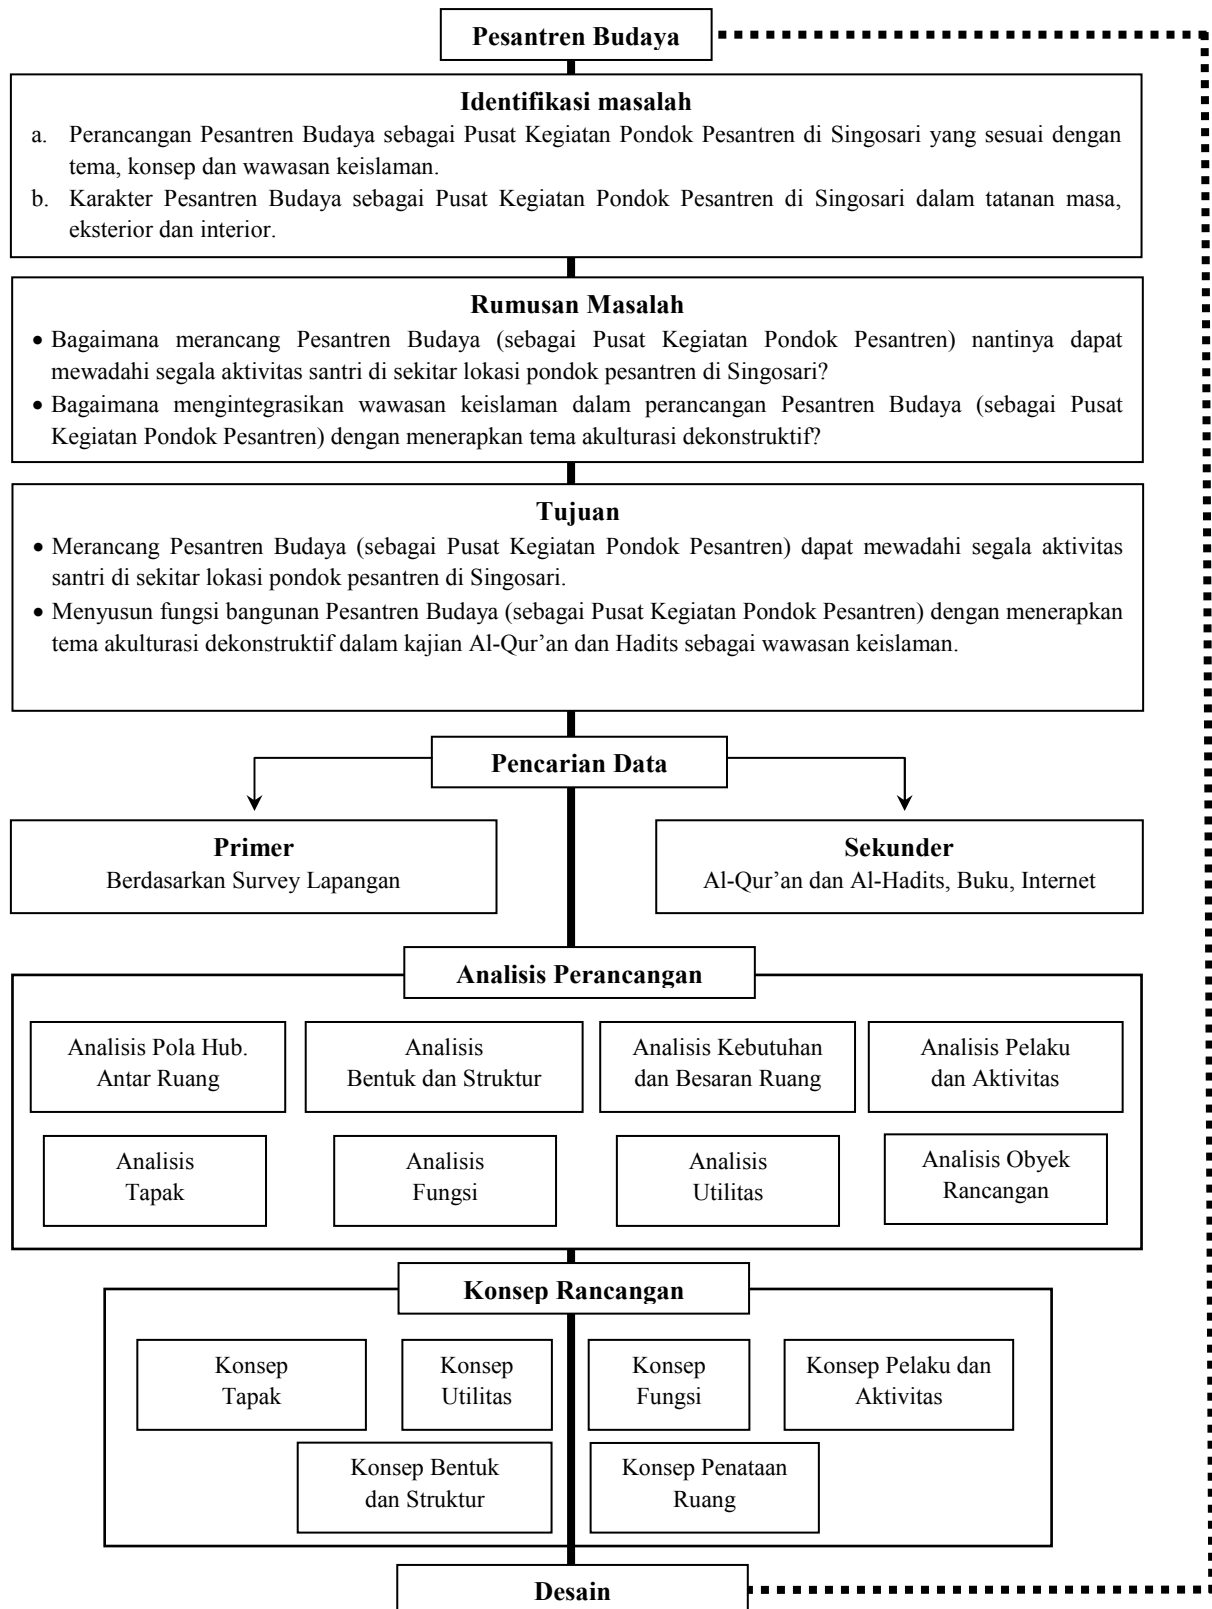 Pesantren Budaya
Identifikasi masalah
a. Perancangan Pesantren Budaya sebagai Pusat Kegiatan Pondok Pesantren di Singosari yang sesuai dengan
tema, konsep dan wawasan keislaman.
b. Karakter Pesantren Budaya sebagai Pusat Kegiatan Pondok Pesantren di Singosari dalam tatanan masa,
eksterior dan interior.
Rumusan Masalah
• Bagaimana merancang Pesantren Budaya (sebagai Pusat Kegiatan Pondok Pesantren) nantinya dapat
mewadahi segala aktivitas santri di sekitar lokasi pondok pesantren di Singosari?
• Bagaimana mengintegrasikan wawasan keislaman dalam perancangan Pesantren Budaya (sebagai Pusat
Kegiatan Pondok Pesantren) dengan menerapkan tema akulturasi dekonstruktif?
Tujuan
• Merancang Pesantren Budaya (sebagai Pusat Kegiatan Pondok Pesantren) dapat mewadahi segala aktivitas
santri di sekitar lokasi pondok pesantren di Singosari.
• Menyusun fungsi bangunan Pesantren Budaya (sebagai Pusat Kegiatan Pondok Pesantren) dengan menerapkan
tema akulturasi dekonstruktif dalam kajian Al-Qur’an dan Hadits sebagai wawasan keislaman.
Pencarian Data
Primer
Berdasarkan Survey Lapangan
Sekunder
Al-Qur’an dan Al-Hadits, Buku, Internet
Analisis Perancangan
Analisis Pola Hub.
Antar Ruang
Analisis
Bentuk dan Struktur
Analisis Kebutuhan
dan Besaran Ruang
Analisis Pelaku
dan Aktivitas
Analisis
Tapak
Analisis
Fungsi
Analisis
Utilitas
Analisis Obyek
Rancangan
Konsep Rancangan
Konsep
Tapak
Konsep
Utilitas
Konsep
Fungsi
Konsep Pelaku dan
Aktivitas
Konsep Bentuk
dan Struktur
Konsep Penataan
Ruang
Desain